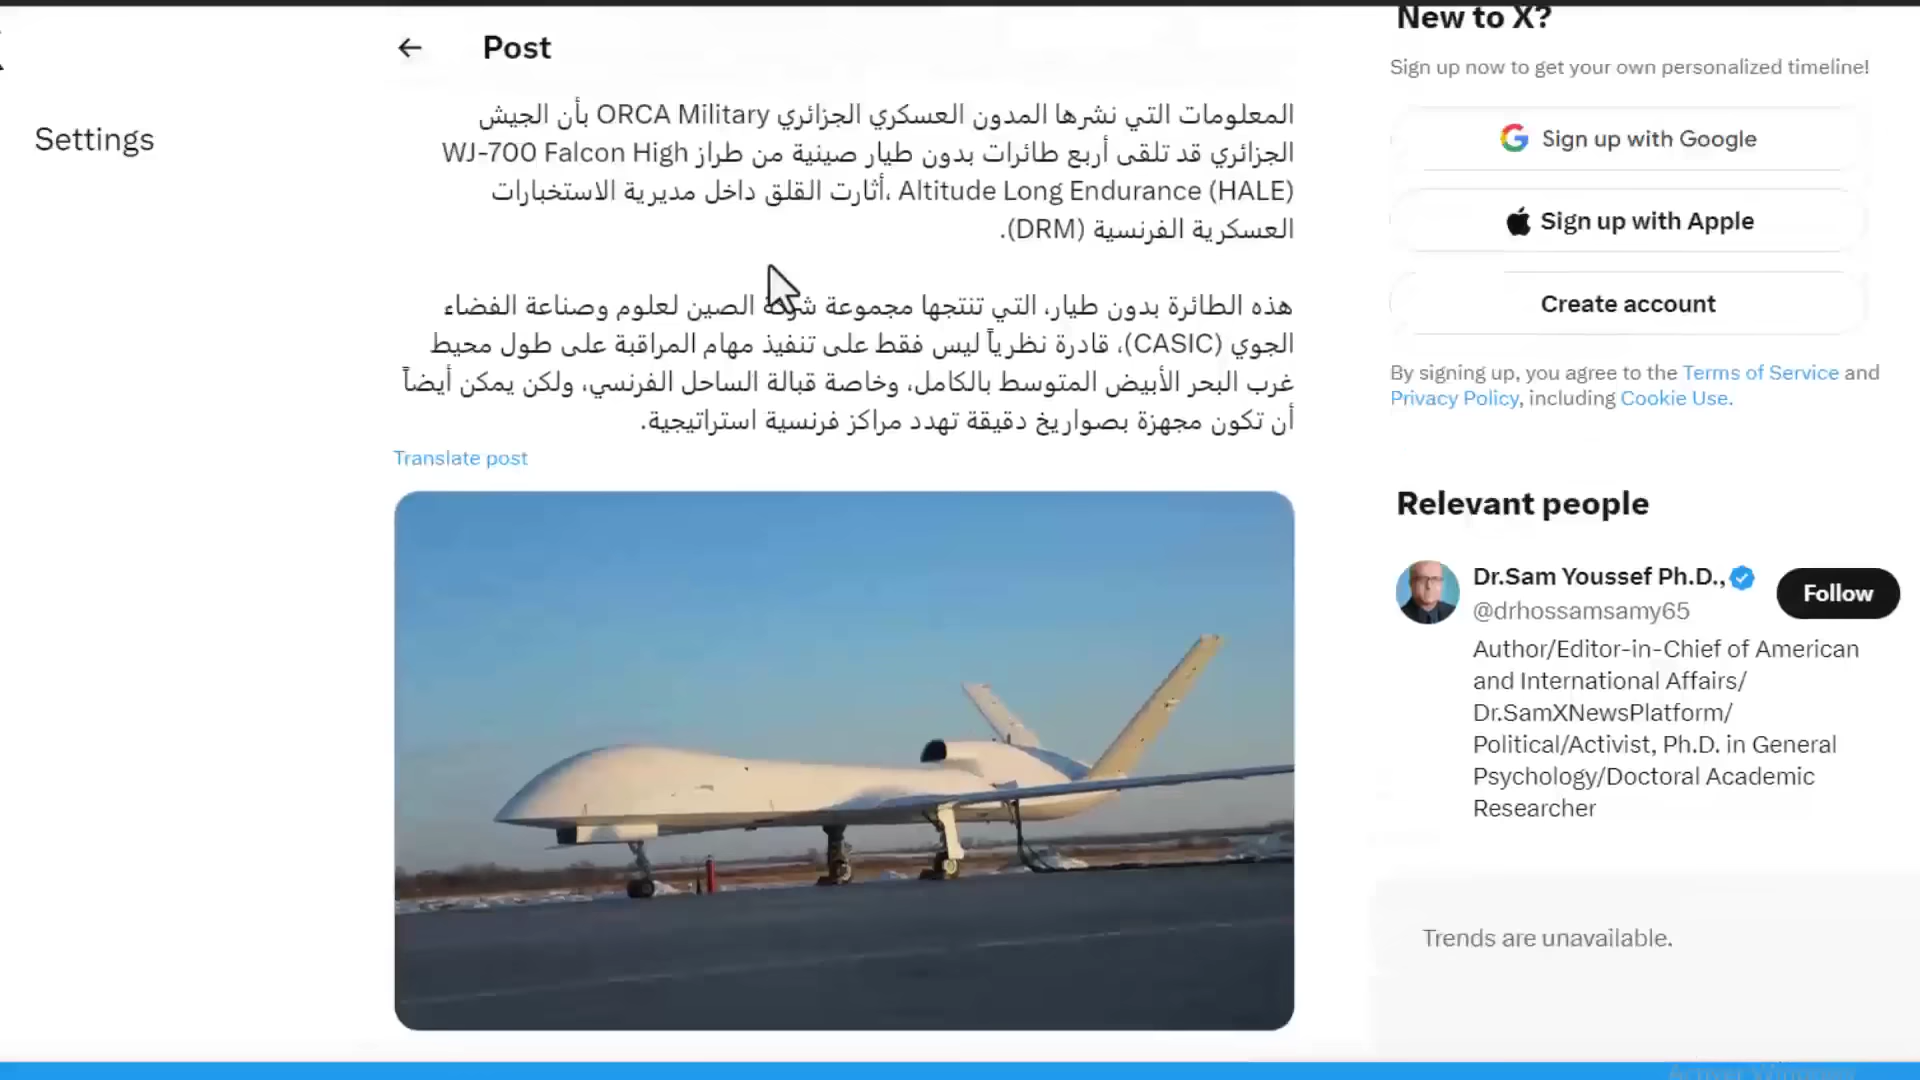 Post
Settings
المعلومات التي نشرها المدون العسكري الجزائري ORCA Military بأن الجيش
الجزائري قد تلقى أربع طائرات بدون طيار صينية من طراز WJ-700 Falcon High
Altitude Long Endurance (HALE) ،أثارت القلق داخل مديرية الاستخبارات
العسكرية الفرنسية (DRM).
هذه الطائرة بدون طيار، التي تنتجها مجموعة شركة الصين لعلوم وصناعة الفضاء
الجوي (CASIC)، قادرة نظرياً ليس فقط على تنفيذ مهام المراقبة على طول محيط
غرب البحر الأبيض المتوسط بالكامل، وخاصة قبالة الساحل الفرنسي، ولكن يمكن أيضاً
أن تكون مجهزة بصواريخ دقيقة تهدد مراكز فرنسية استراتيجية.
Translate post
New to X?
Sign up now to get your own personalized timeline!
Sign up with Google
Sign up with Apple
Create account
By signing up, you agree to the Terms of Service and
Privacy Policy, including Cookie Use.
Relevant people
Dr.Sam Youssef Ph.D.,
@drhossamsamy65
Follow
Author/Editor-in-Chief of American
and International Affairs/
Dr.SamXNewsPlatform/
Political/Activist, Ph.D. in General
Psychology/Doctoral Academic
Researcher
Trends are unavailable.